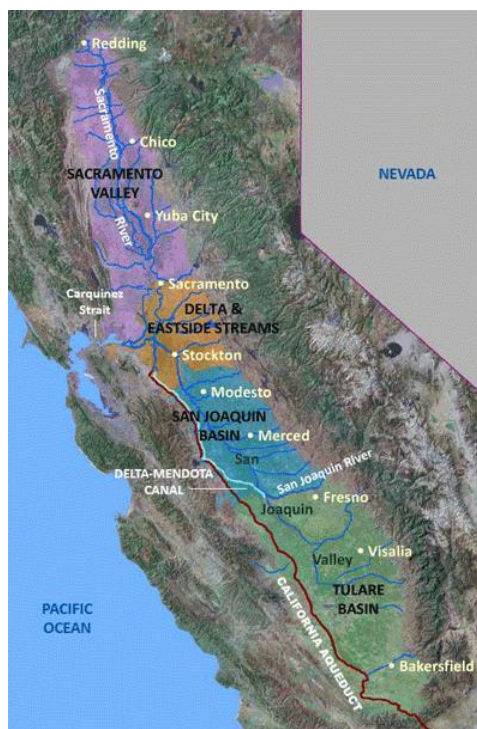 Redding
Sacramento
River
Chico
SACRAMENTO
VALLEY
NEVADA
Yuba City
Sacramento
Carquinez
Strait
DELTA &
EASTSIDE STREAMS
Stockton
Modesto
SAN JOAQUIN
BASIN
Merced
San
Joaquin
Valley
San Joaquin River
DELTA-MENDOTA
CANAL
Fresno
Visalia
TULARE
BASIN
PACIFIC
OCEAN
CALIFORNIA AQUEDUCT
Bakersfield